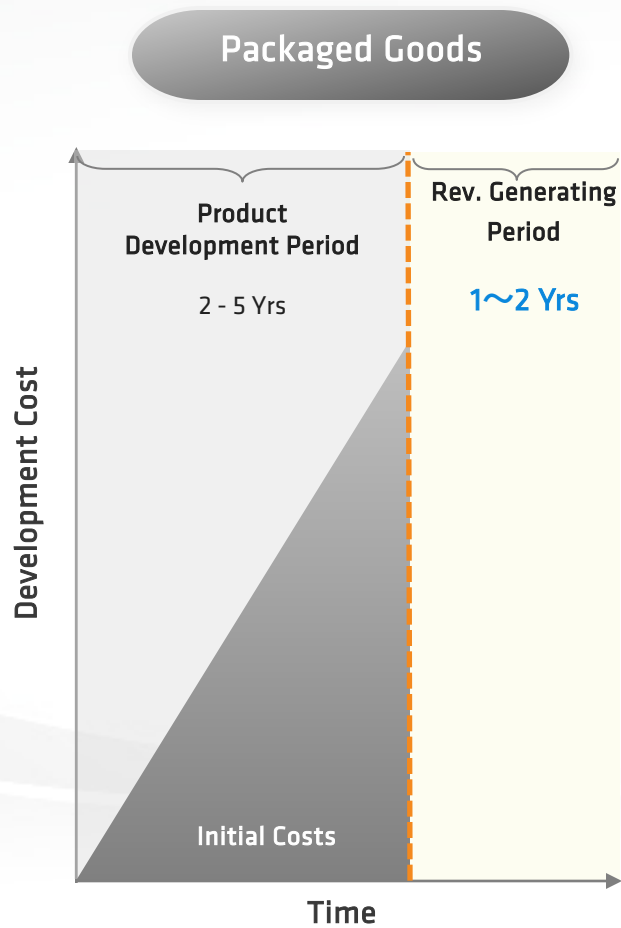 Packaged Goods
Product
Development Period
2 - 5 Yrs
Rev. Generating
Period
1～2 Yrs
Development Cost
Initial Costs
Time